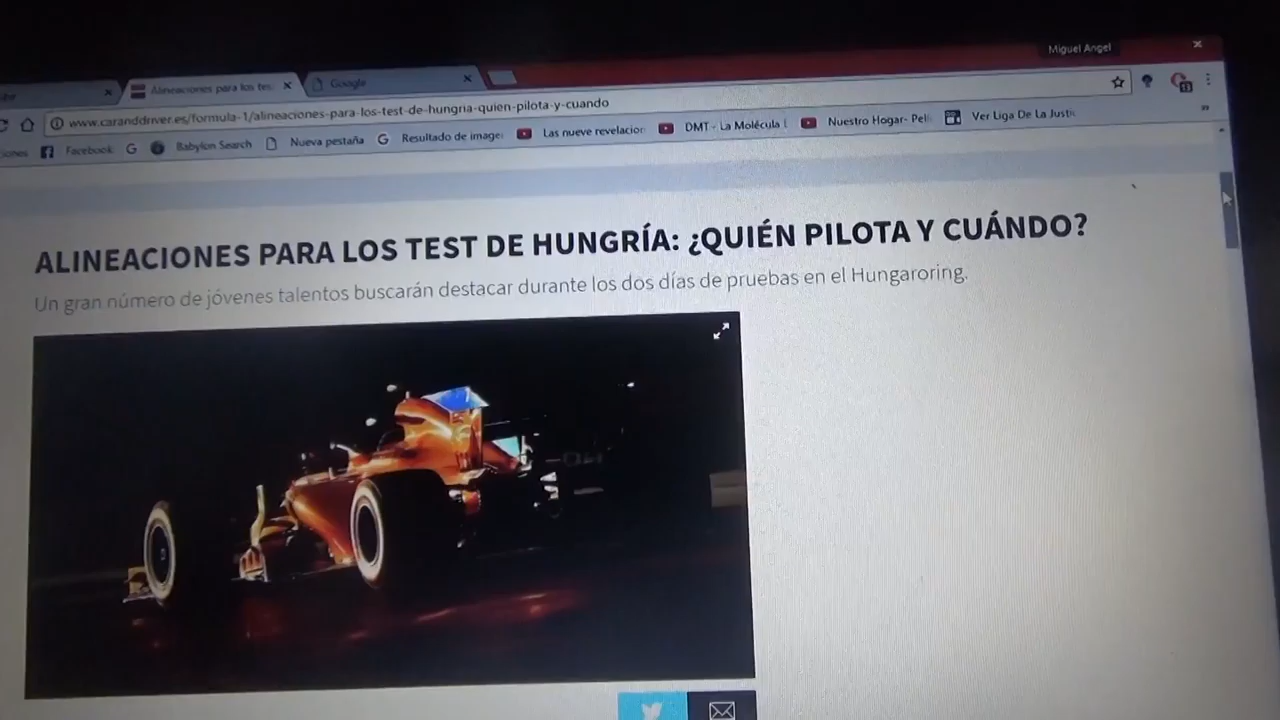 Miguel Angel
Alineaciones para los tes
Google
www.caranddriver.es/formula-1/alineaciones-para-los-test-de-hungria-quien-pilota-y-cuando
Facebook
Babylon Search
Nueva pestaña
Resultado de image
Las nueve revelacion
DMT - La Molécula
Nuestro Hogar- Pel
Ver Liga De La Justi
ALINEACIONES PARA LOS TEST DE HUNGRÍA: ¿QUIÉN PILOTA Y CUÁNDO?
Un gran número de jóvenes talentos buscarán destacar durante los dos días de pruebas en el Hungaroring.